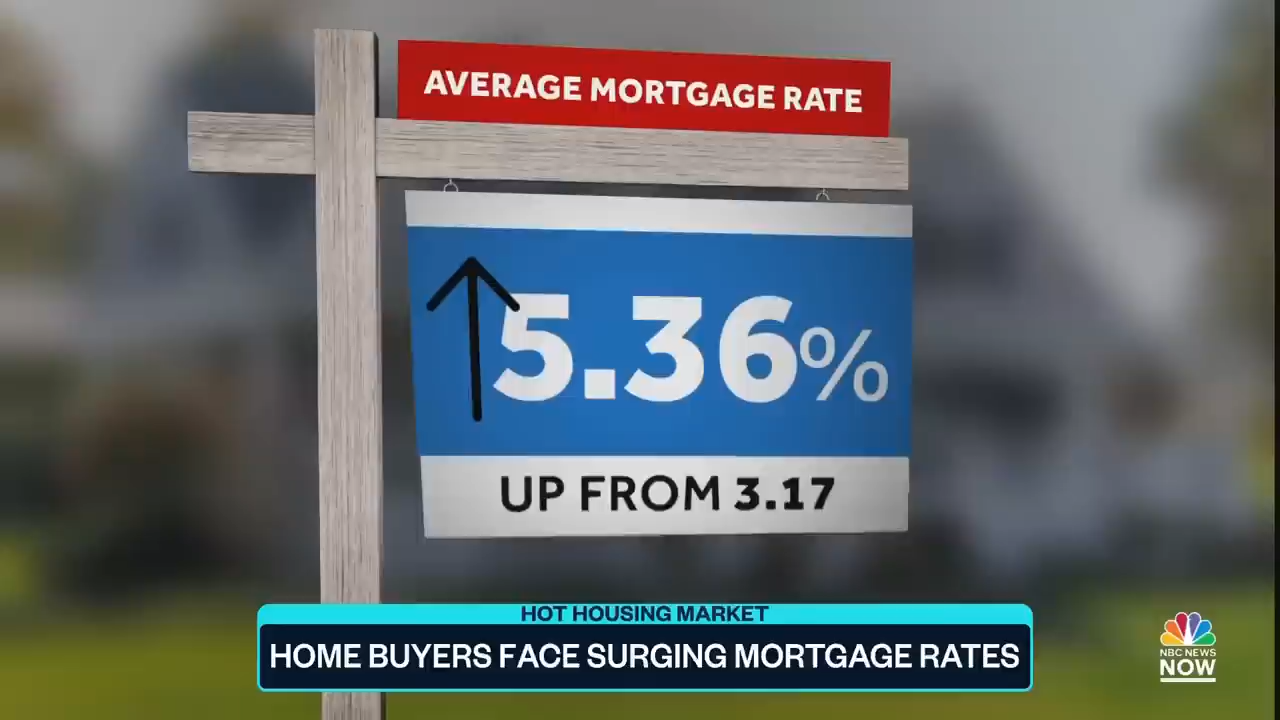 AVERAGE MORTGAGE RATE
5.36%
UP FROM 3.17
HOT HOUSING MARKET
HOME BUYERS FACE SURGING MORTGAGE RATES
NBC NEWS
NOW